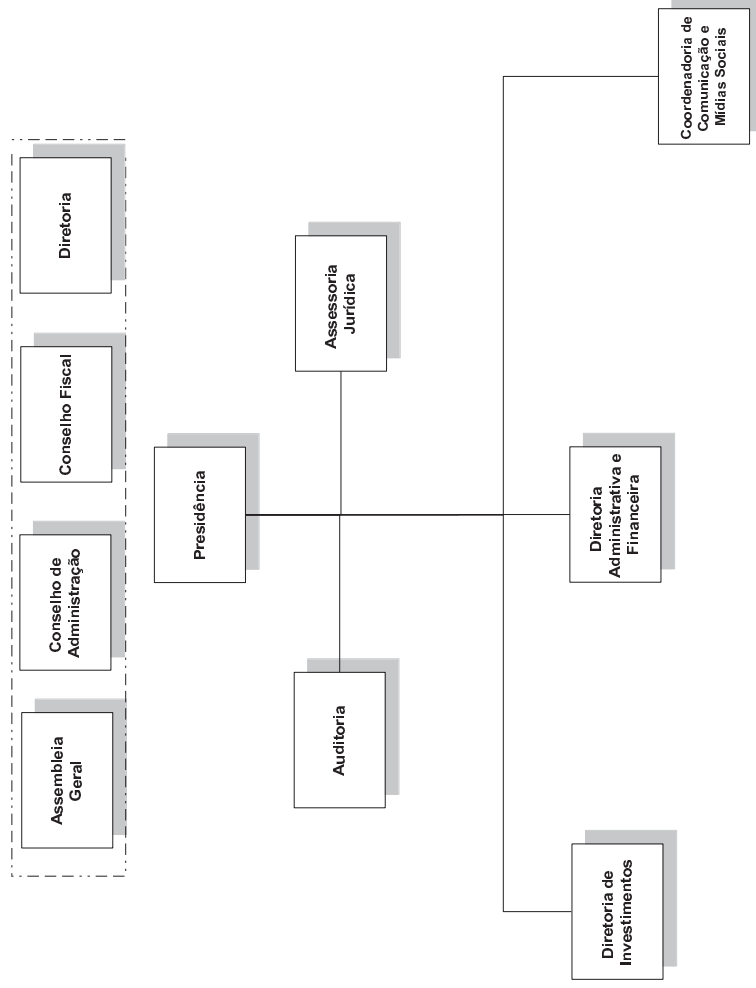 Assembleia
Geral
Conselho de
Administração
Conselho Fiscal
Diretoria
Presidência
Auditoria
Assessoria
Jurídica
Diretoria de
Investimentos
Diretoria
Administrativa e
Financeira
Coordenadoria de
Comunicação e
Mídias Sociais